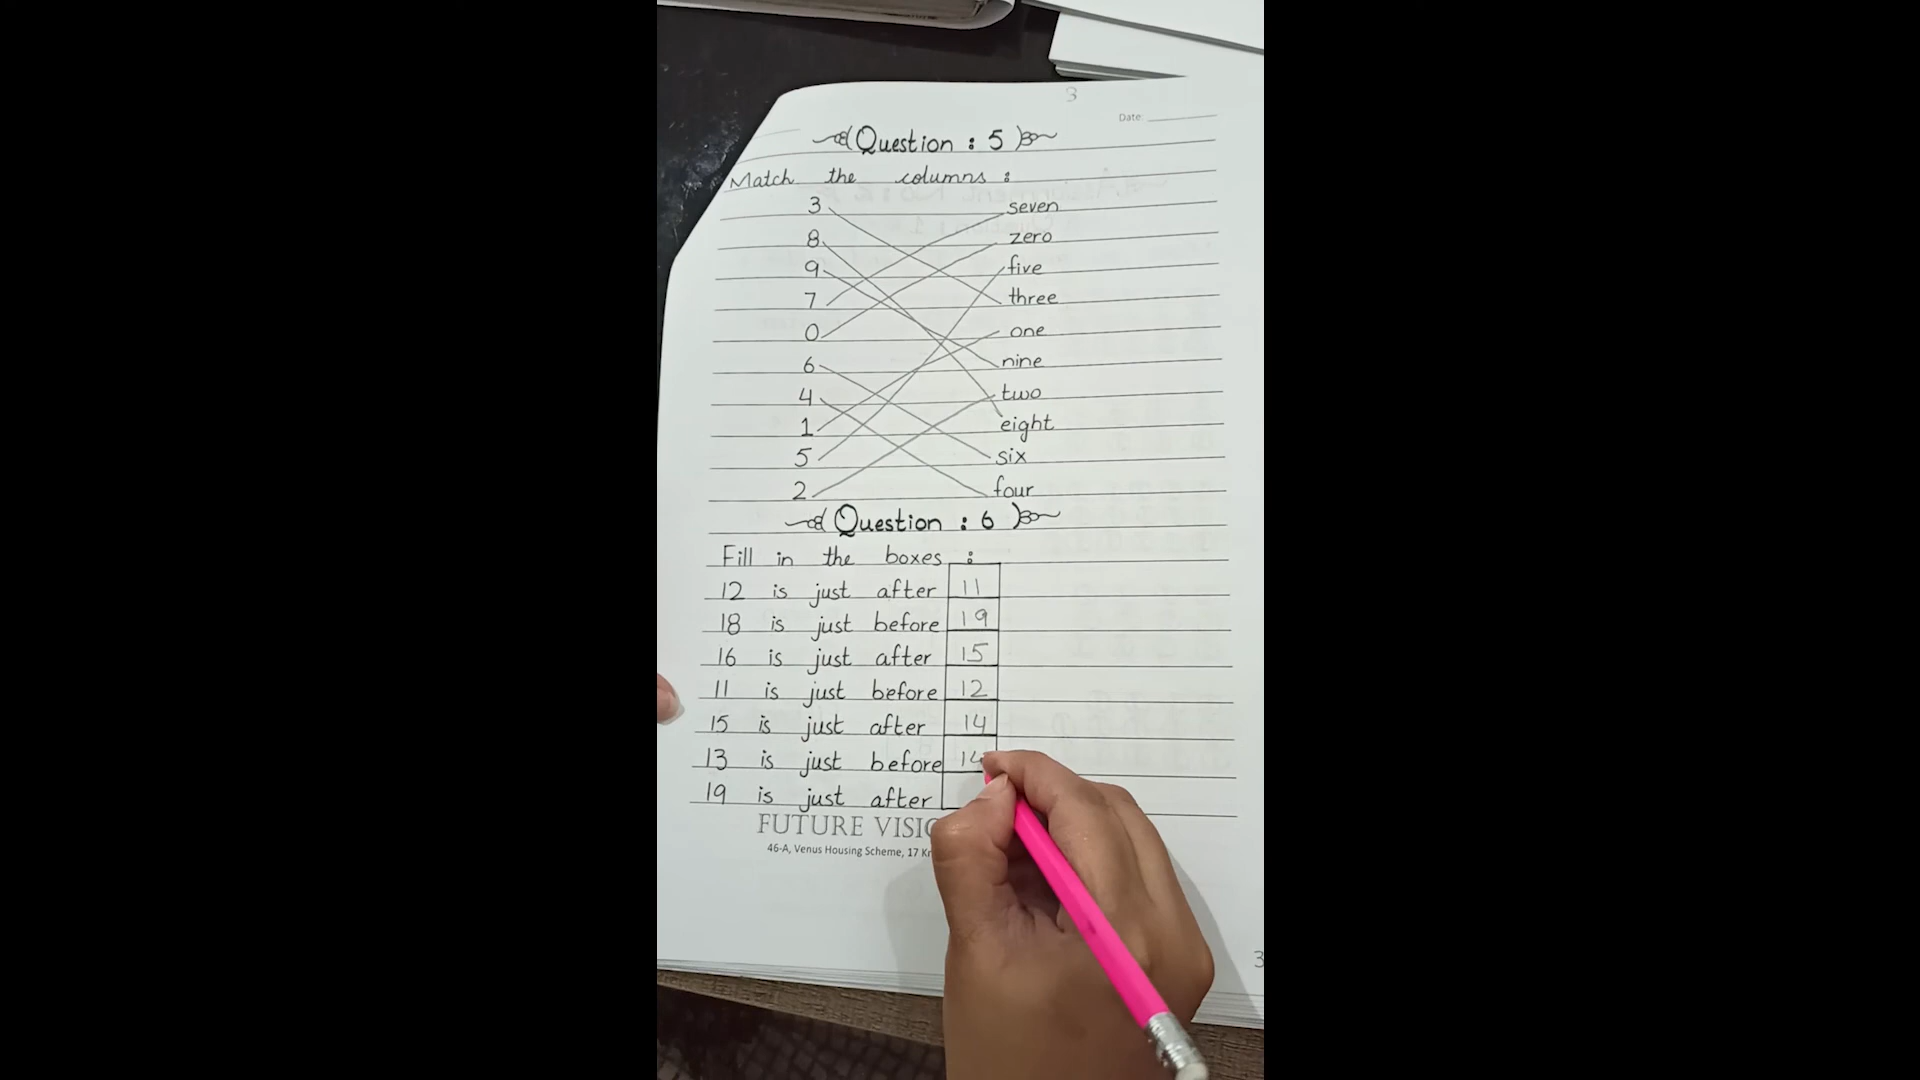 3
Date:
Question : 5
Match the columns :
3 seven
8 zero
9 five
7 three
0 one
6 nine
4 two
1 eight
5 six
2 four
Question : 6
Fill in the boxes :
12 is just after 11
18 is just before 19
16 is just after 15
11 is just before 12
15 is just after 14
13 is just before 14
19 is just after
FUTURE
46-A, Venus Housing Scheme, 17
3